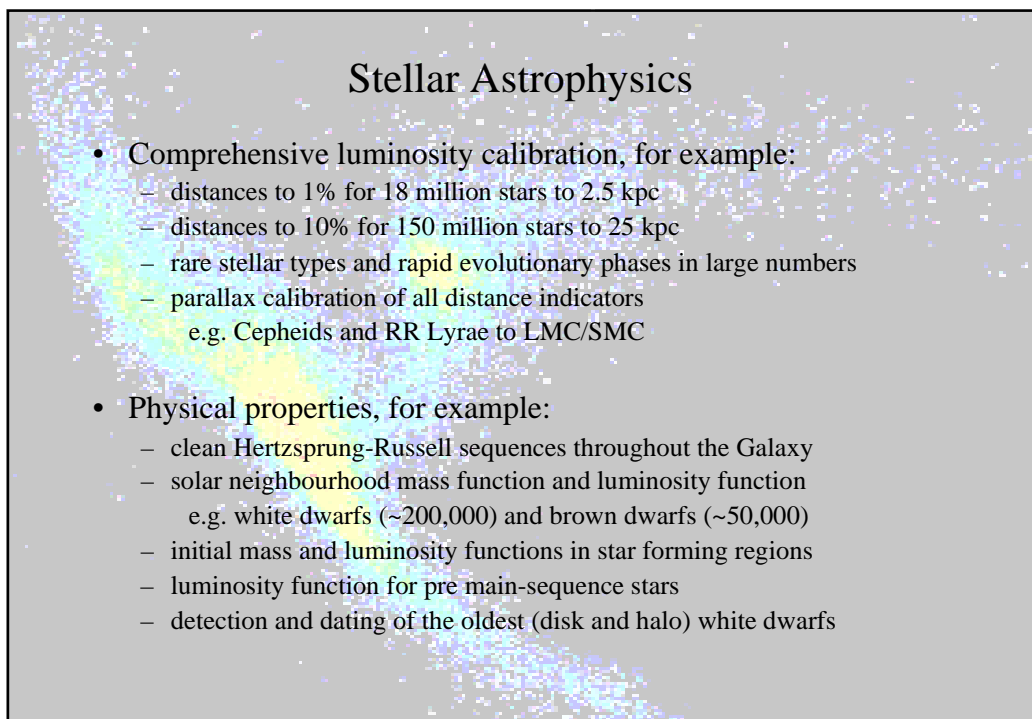 Stellar Astrophysics
• Comprehensive luminosity calibration, for example:
– distances to 1% for 18 million stars to 2.5 kpc
– distances to 10% for 150 million stars to 25 kpc
– rare stellar types and rapid evolutionary phases in large numbers
– parallax calibration of all distance indicators
e.g. Cepheids and RR Lyrae to LMC/SMC
• Physical properties, for example:
– clean Hertzsprung-Russell sequences throughout the Galaxy
– solar neighbourhood mass function and luminosity function
e.g. white dwarfs (~200,000) and brown dwarfs (~50,000)
– initial mass and luminosity functions in star forming regions
– luminosity function for pre main-sequence stars
– detection and dating of the oldest (disk and halo) white dwarfs